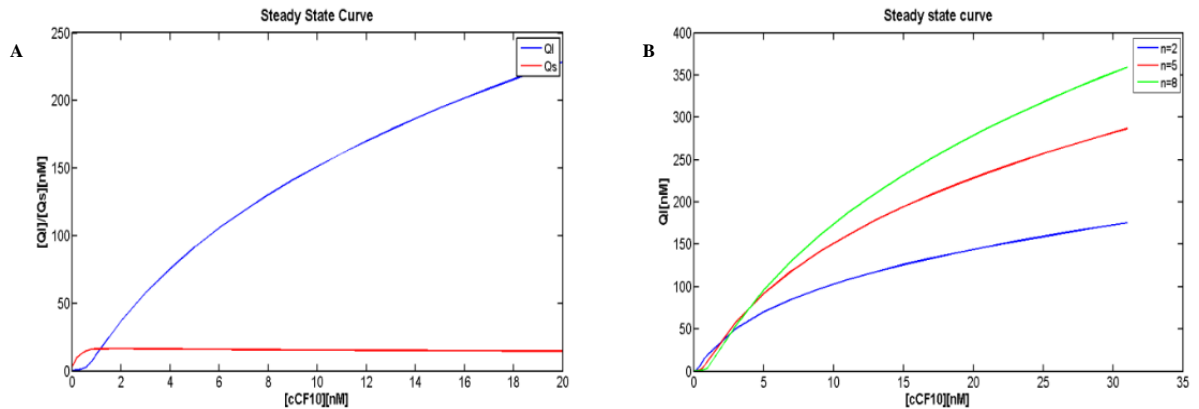 A
Steady State Curve
[Ql]/[Qs][nM]
250
200
150
100
50
0
Ql
Qs
0 2 4 6 8 10 12 14 16 18 20
[cCF10][nM]
B
Steady state curve
Ql[nM]
400
350
300
250
200
150
100
50
0
n=2
n=5
n=8
0 5 10 15 20 25 30 35
[cCF10][nM]